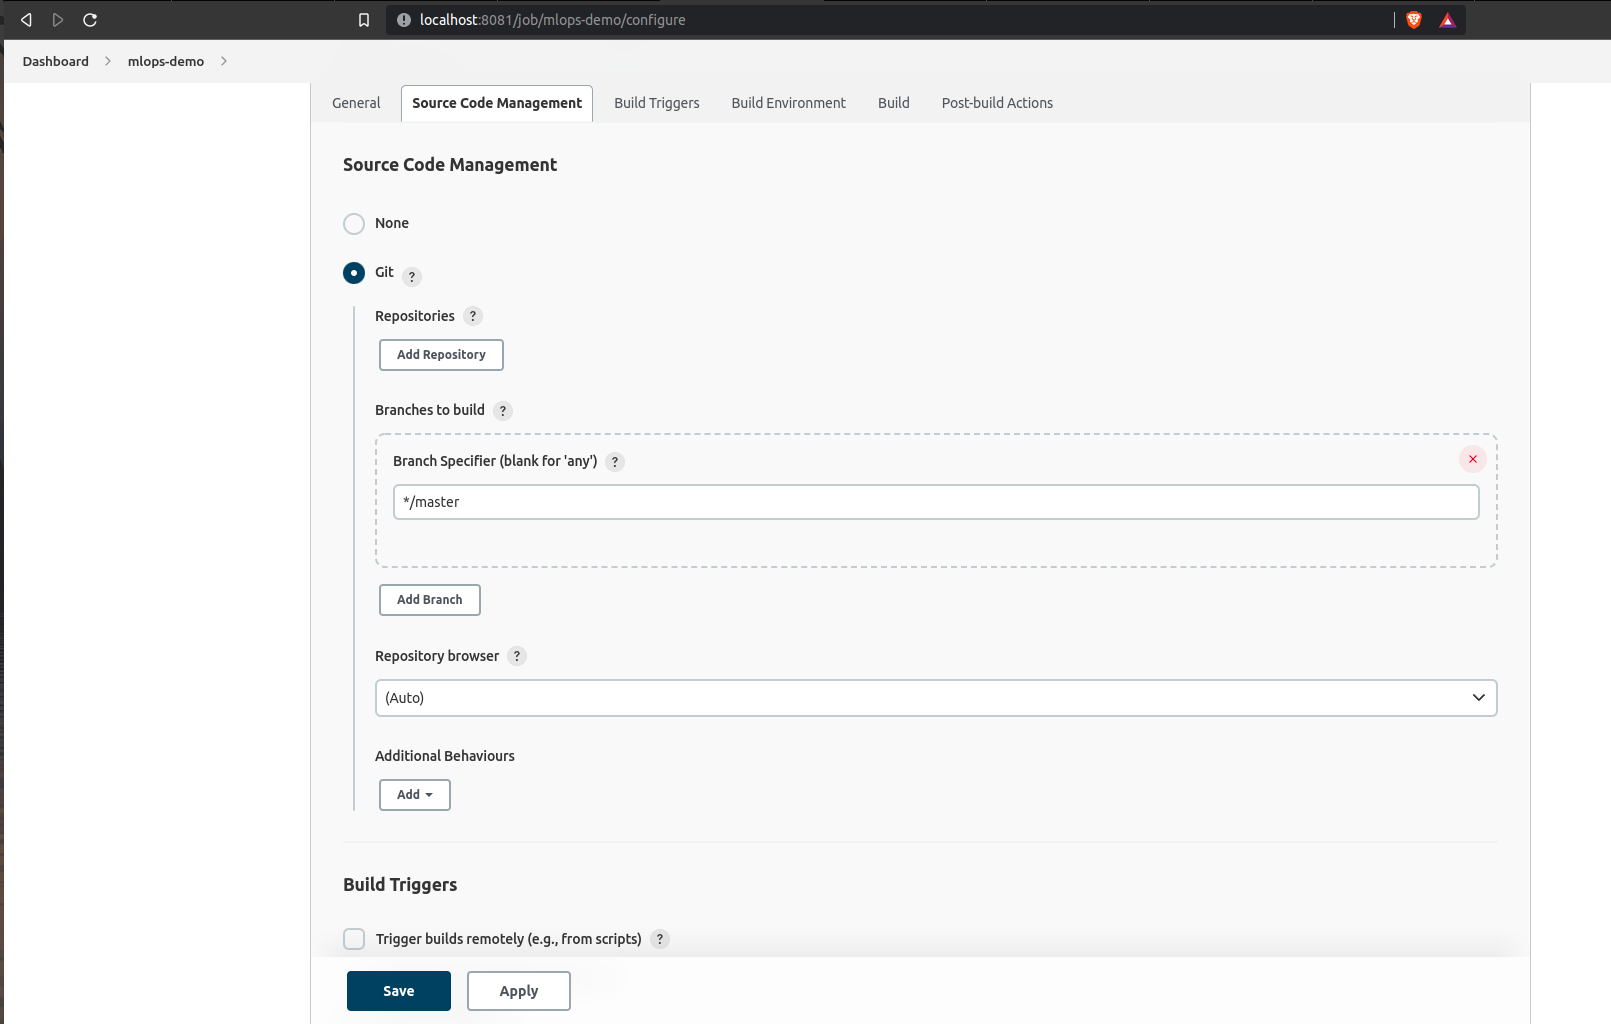 localhost:8081/job/mlops-demo/configure
Dashboard mlops-demo
General Source Code Management Build Triggers Build Environment Build Post-build Actions
Source Code Management
None
Git ?
Repositories ?
Add Repository
Branches to build ?
Branch Specifier (blank for 'any') ?
*/master
Add Branch
Repository browser ?
(Auto)
Additional Behaviours
Add
Build Triggers
Trigger builds remotely (e.g., from scripts) ?
Save Apply